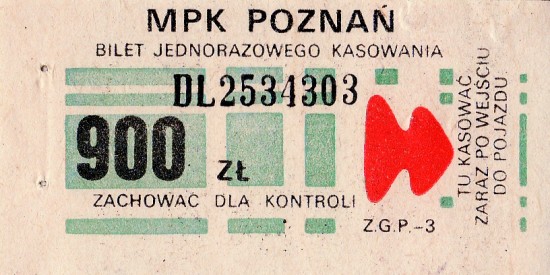 MPK POZNAŃ
BILET JEDNORAZOWEGO KASOWANIA
DL2534303
900 ZŁ
ZACHOWAĆ DLA KONTROLI
Z.G.P.-3
TU KASOWAĆ
ZARAZ PO WEJŚCIU
DO POJAZDU.